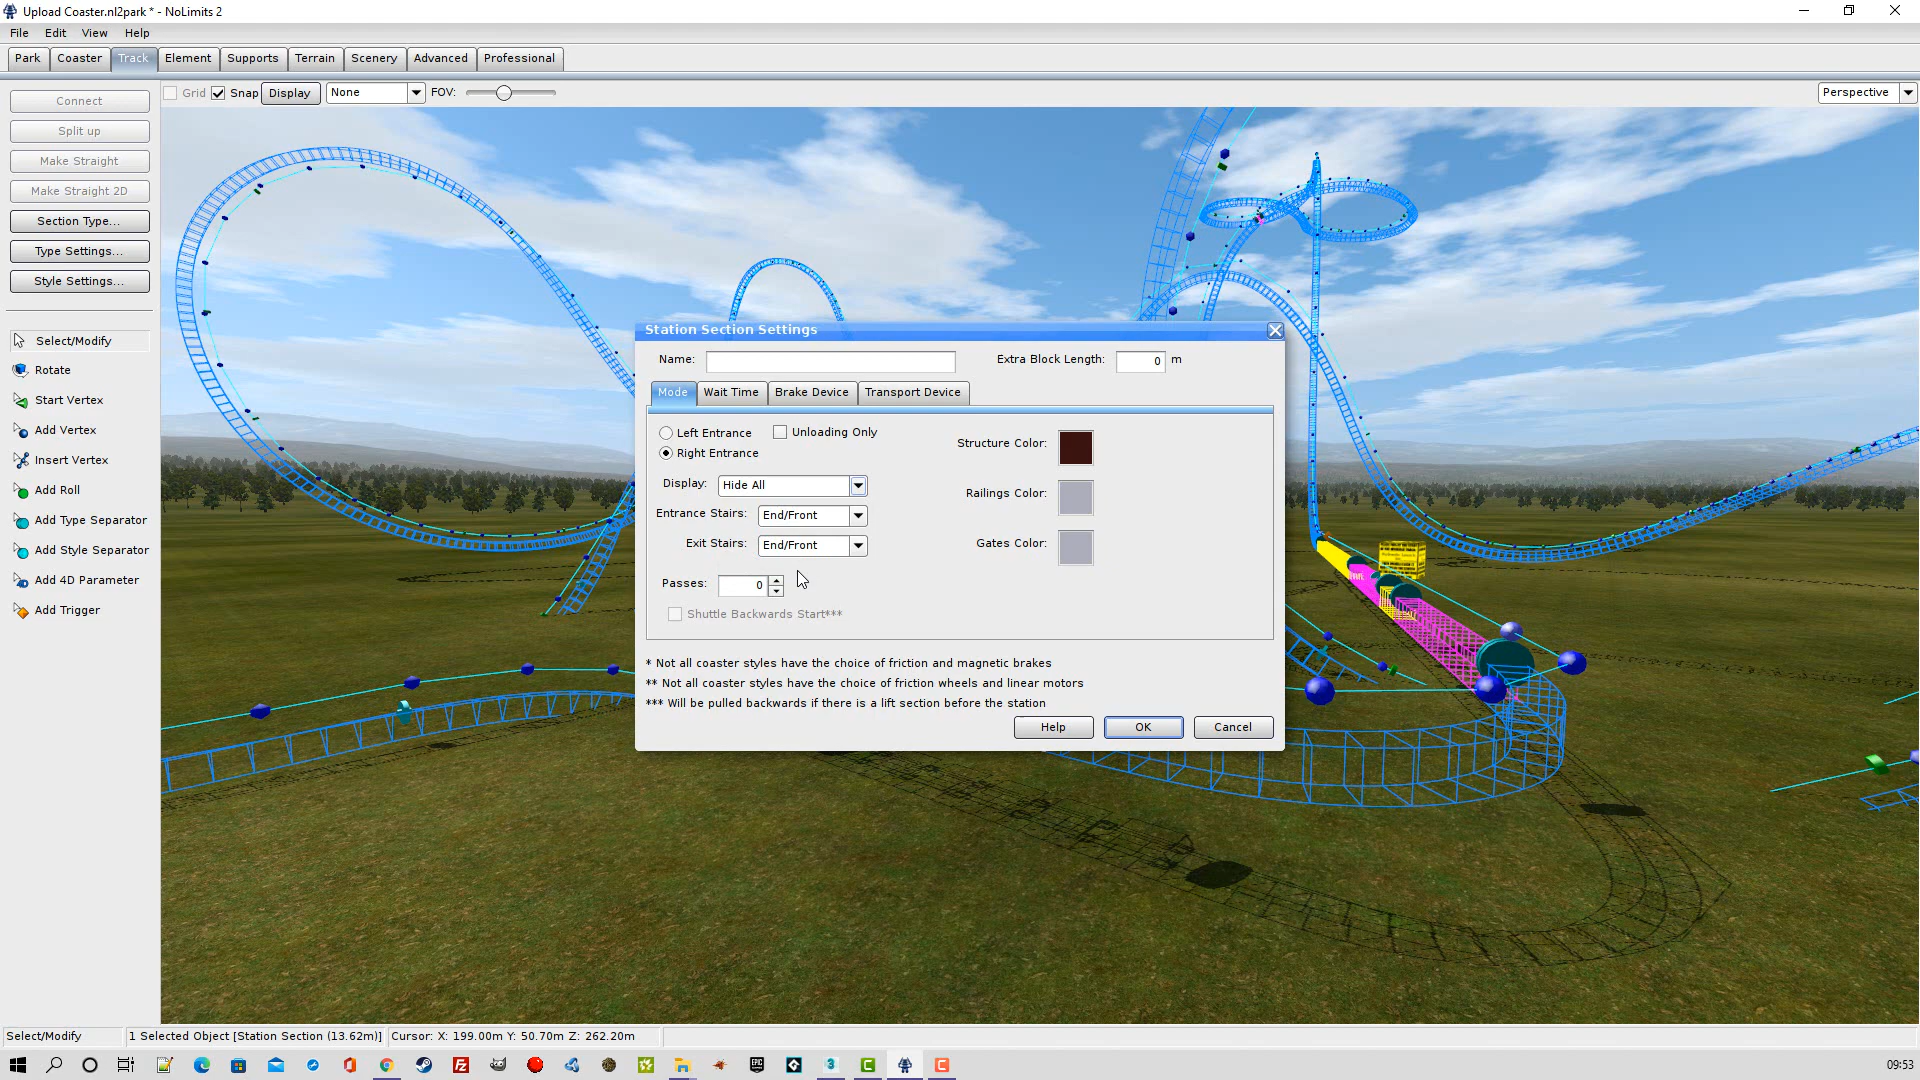 Upload Coaster.nl2park * - NoLimits 2
File Edit View Help
Park Coaster Track Element Supports Terrain Scenery Advanced Professional
Grid Snap Display None FOV: Perspective
Connect
Split up
Make Straight
Make Straight 2D
Section Type...
Type Settings...
Style Settings...
Select/Modify
Rotate
Start Vertex
Add Vertex
Insert Vertex
Add Roll
Add Type Separator
Add Style Separator
Add 4D Parameter
Add Trigger
Station Section Settings
Name: Extra Block Length: 0 m
Mode Wait Time Brake Device Transport Device
Left Entrance Unloading Only
Right Entrance
Structure Color:
Display: Hide All
Railings Color:
Entrance Stairs: End/Front
Exit Stairs: End/Front
Gates Color:
Passes: 0
Shuttle Backwards Start***
* Not all coaster styles have the choice of friction and magnetic brakes
** Not all coaster styles have the choice of friction wheels and linear motors
*** Will be pulled backwards if there is a lift section before the station
Help OK Cancel
Select/Modify 1 Selected Object [Station Section (13.62m)] Cursor: X: 199.00m Y: 50.70m Z: 262.20m
09:53